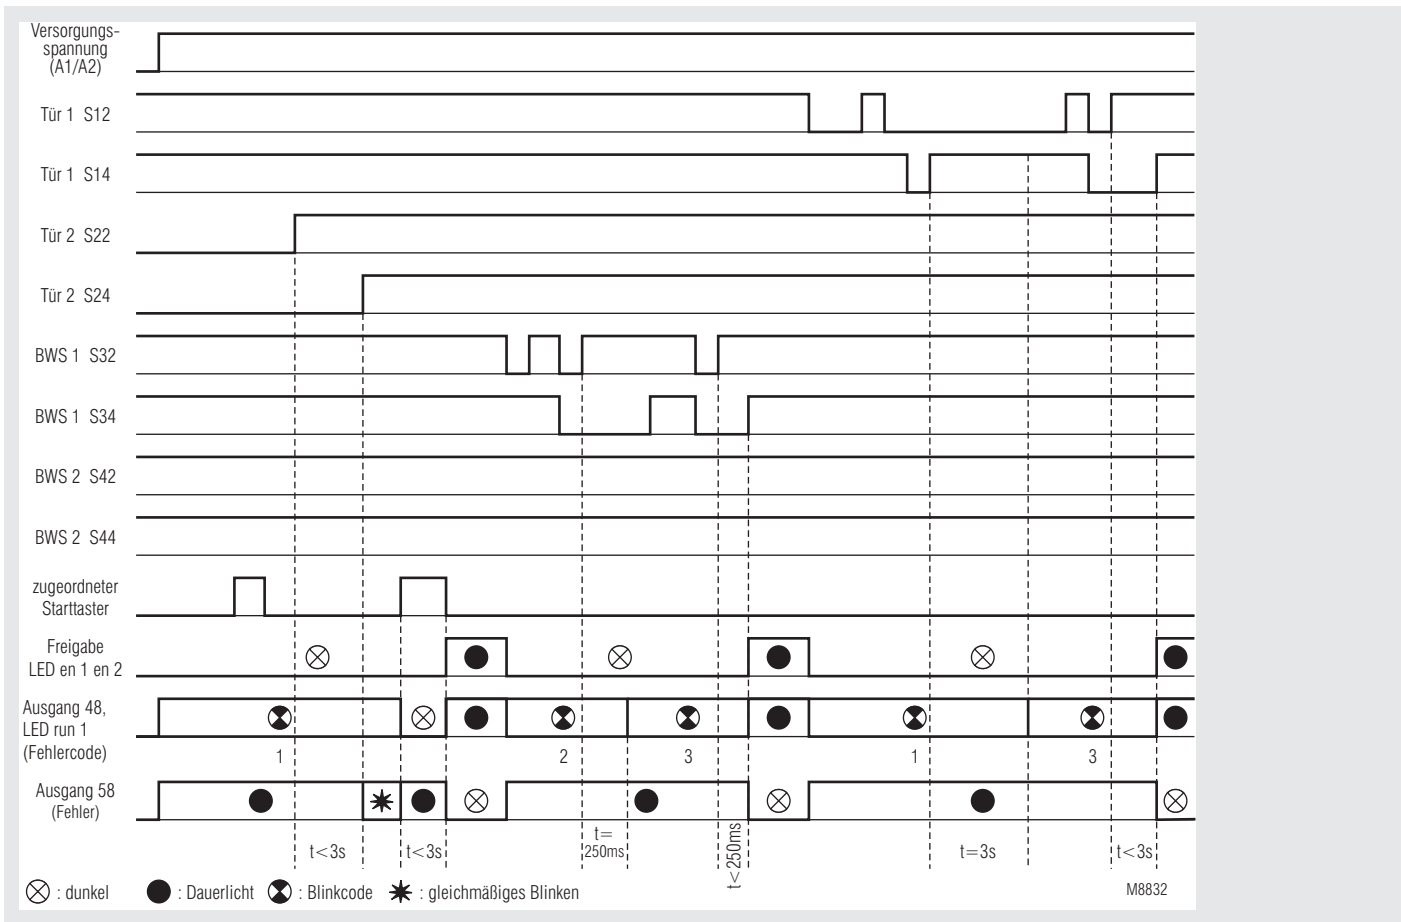 Versorgungs-
spannung
(A1/A2)
Tür 1 S12
Tür 1 S14
Tür 2 S22
Tür 2 S24
BWS 1 S32
BWS 1 S34
BWS 2 S42
BWS 2 S44
zugeordneter
Starttaster
Freigabe
LED en 1 en 2
Ausgang 48,
LED run 1
(Fehlercode)
1 2 3 1 3
Ausgang 58
(Fehler)
t<3s t<3s t=
250ms t<250ms t=3s t<3s
: dunkel : Dauerlicht : Blinkcode : gleichmäßiges Blinken
M8832